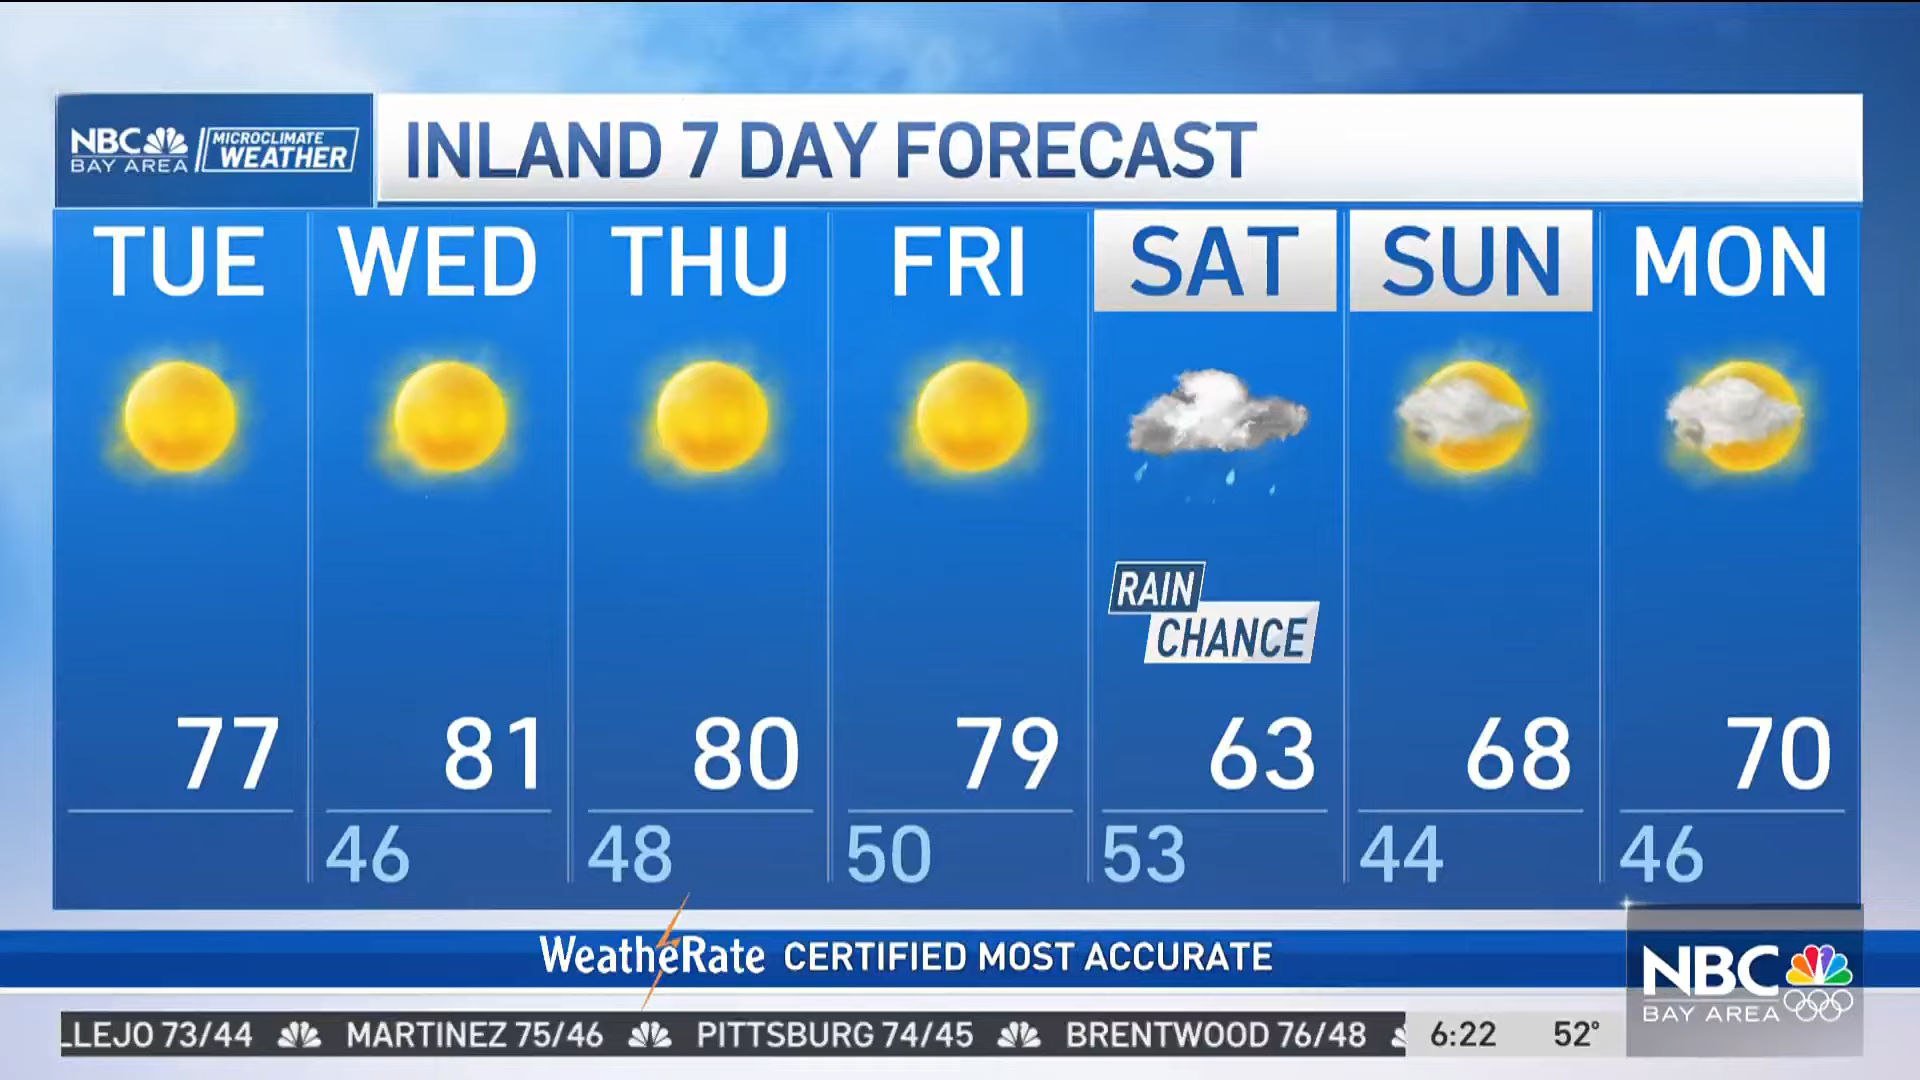 NBC BAY AREA MICROCLIMATE WEATHER
INLAND 7 DAY FORECAST
TUE WED THU FRI SAT SUN MON
RAIN CHANCE
77 81 80 79 63 68 70
46 48 50 53 44 46
WeatheRate CERTIFIED MOST ACCURATE
NBC
BAY AREA
LLEJO 73/44 MARTINEZ 75/46 PITTSBURG 74/45 BRENTWOOD 76/48 6:22 52°